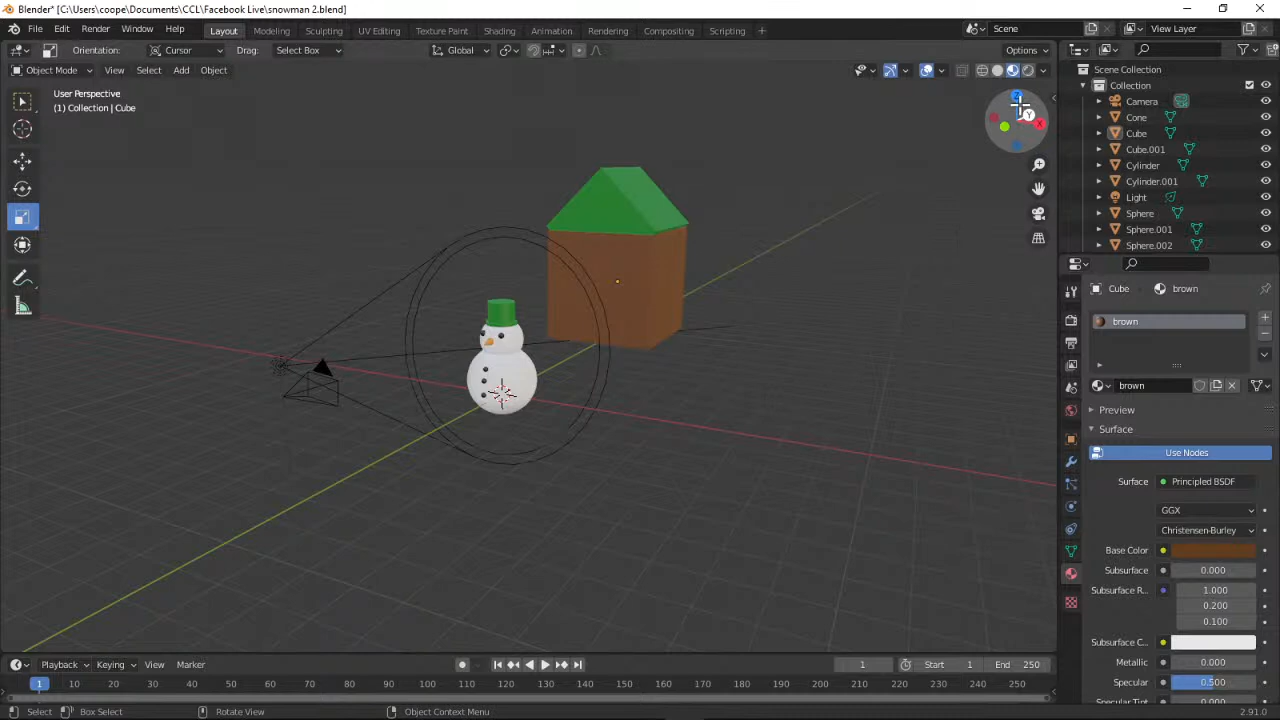 Blender* [C:\Users\coope\Documents\CCL\Facebook Live\snowman 2.blend]
File Edit Render Window Help Layout Modeling Sculpting UV Editing Texture Paint Shading Animation Rendering Compositing Scripting + Scene View Layer
Orientation: Cursor Drag: Select Box Global Options
Object Mode View Select Add Object
User Perspective
(1) Collection | Cube
Z
Y
X
Scene Collection
Collection
Camera
Cone
Cube
Cube.001
Cylinder
Cylinder.001
Light
Sphere
Sphere.001
Sphere.002
Cube brown
brown
brown
Preview
Surface
Use Nodes
Surface Principled BSDF
GGX
Christensen-Burley
Base Color
Subsurface 0.000
Subsurface R... 1.000
0.200
0.100
Subsurface C...
Metallic 0.000
Specular 0.500
Specular Tint 0.000
Playback Keying View Marker 1 Start 1 End 250
1 10 20 30 40 50 60 70 80 90 100 110 120 130 140 150 160 170 180 190 200 210 220 230 240 250
Select Box Select Rotate View Object Context Menu 2.91.0